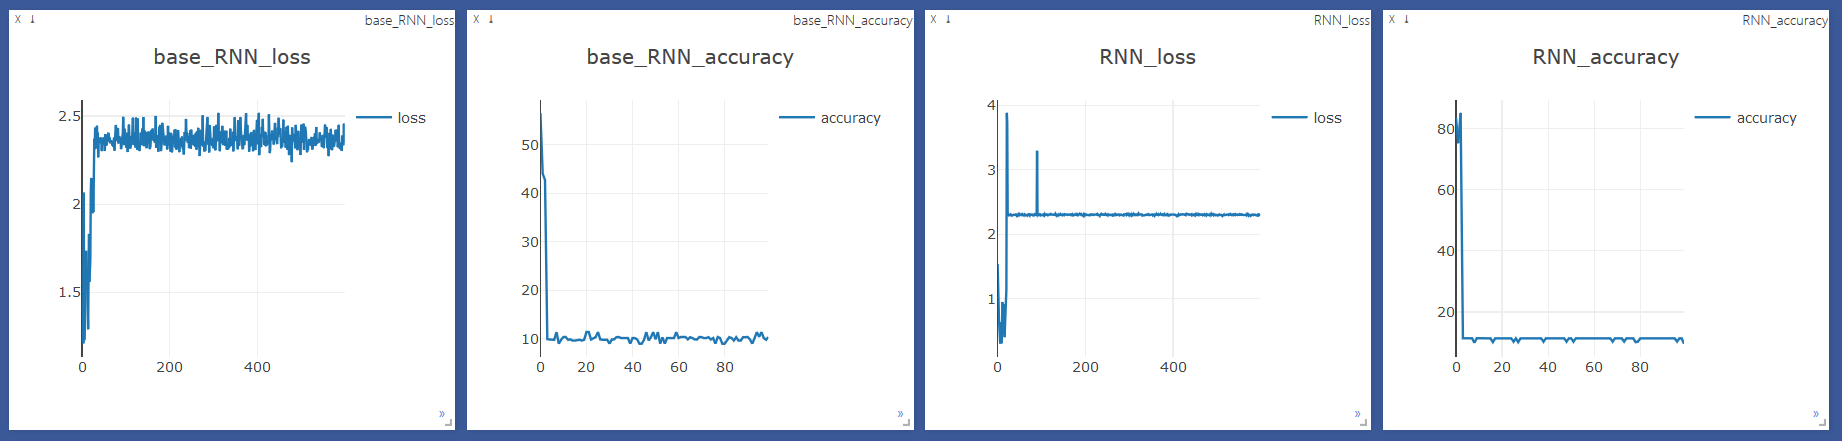 X ↓ base_RNN_loss
base_RNN_loss
2.5
2
1.5
0 200 400
loss
»
X ↓ base_RNN_accuracy
base_RNN_accuracy
50
40
30
20
10
0 20 40 60 80
accuracy
»
X ↓ RNN_loss
RNN_loss
4
3
2
1
0 200 400
loss
»
X ↓ RNN_accuracy
RNN_accuracy
80
60
40
20
0 20 40 60 80
accuracy
»